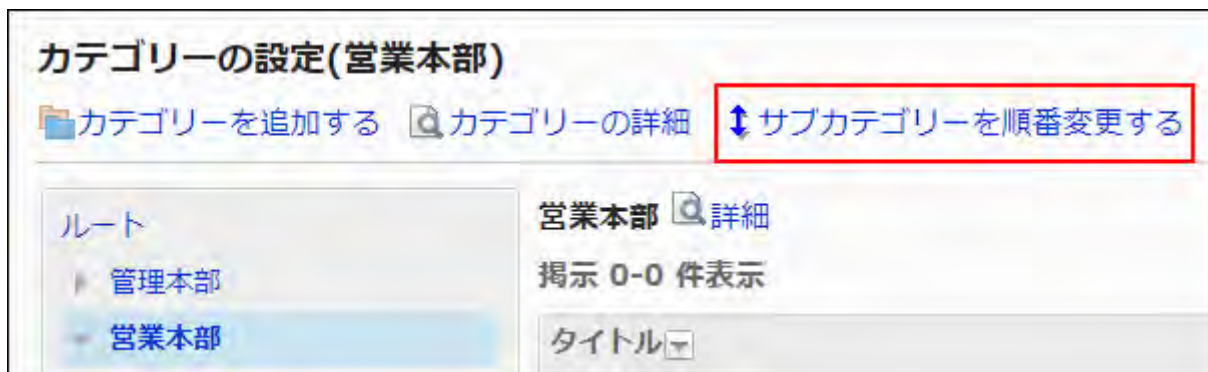 カテゴリーの設定(営業本部)
カテゴリーを追加する カテゴリーの詳細 サブカテゴリーを順番変更する
ルート
管理本部
営業本部
営業本部 詳細
掲示 0-0 件表示
タイトル